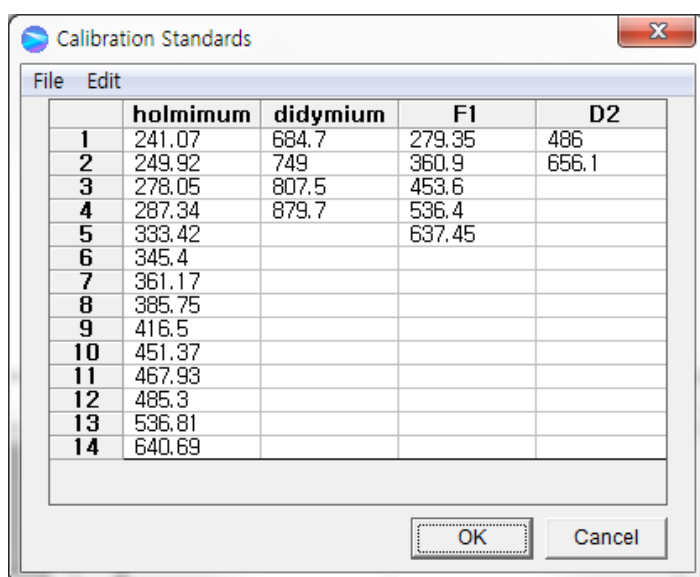 Calibration Standards
File Edit
holmimum didymium F1 D2
1 241.07 684.7 279.35 486
2 249.92 749 360.9 656.1
3 278.05 807.5 453.6
4 287.34 879.7 536.4
5 333.42 637.45
6 345.4
7 361.17
8 385.75
9 416.5
10 451.37
11 467.93
12 485.3
13 536.81
14 640.69
OK Cancel